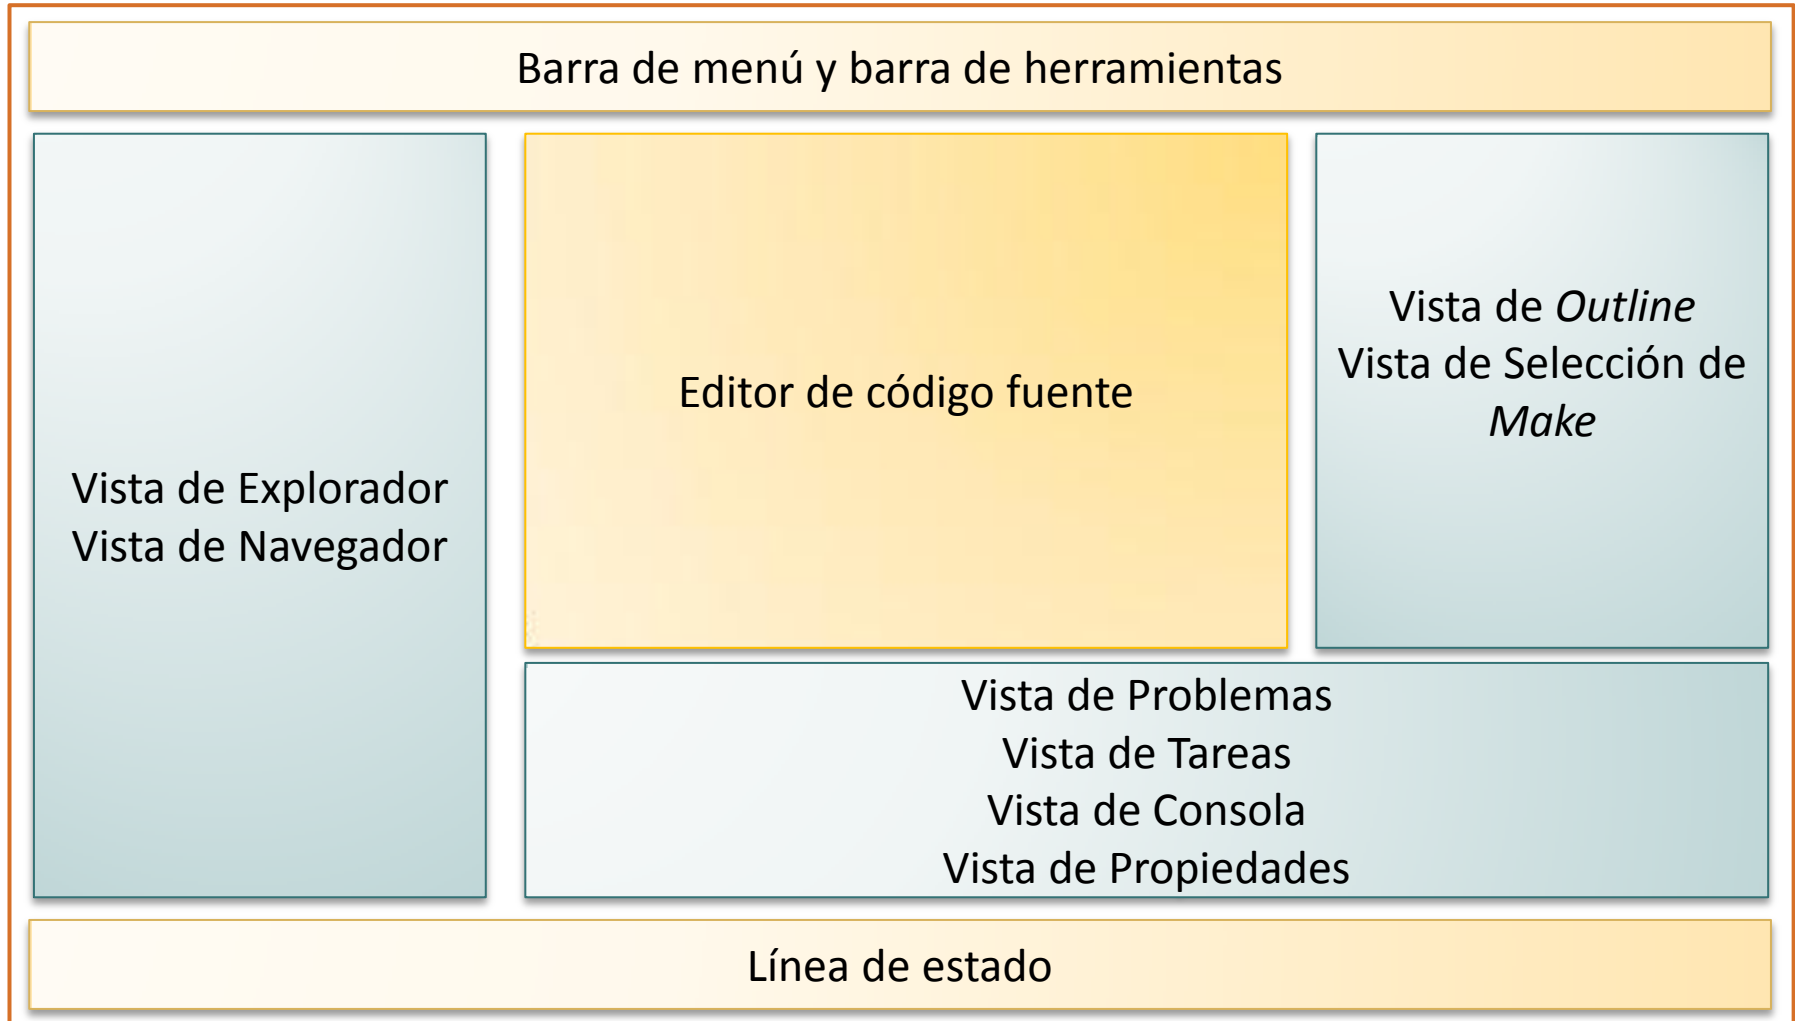 Barra de menú y barra de herramientas
Vista de Explorador
Vista de Navegador
Editor de código fuente
Vista de Outline
Vista de Selección de
Make
Vista de Problemas
Vista de Tareas
Vista de Consola
Vista de Propiedades
Línea de estado